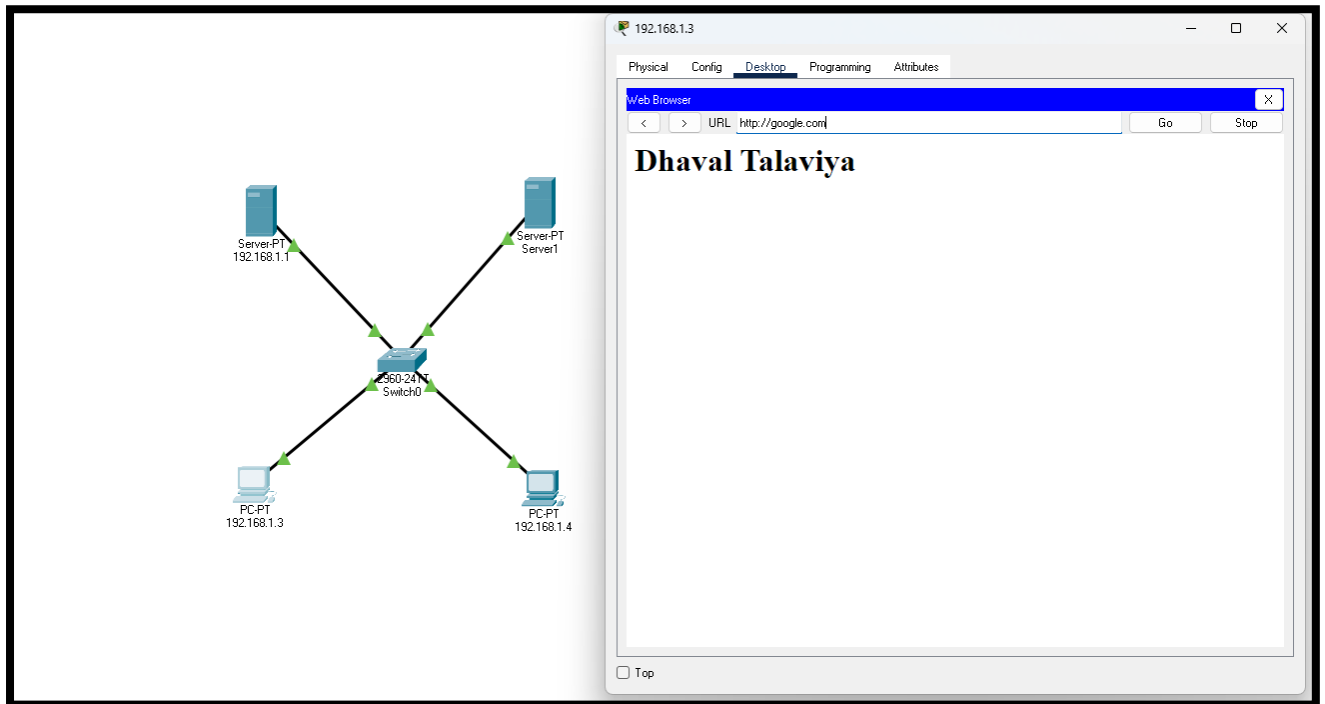 192.168.1.3
Physical Config Desktop Programming Attributes
Web Browser
X
< > URL http://google.com Go Stop
Dhaval Talaviya
Server-PT
192.168.1.1
Server-PT
Server1
2960-24TT
Switch0
PC-PT
192.168.1.3
PC-PT
192.168.1.4
Top